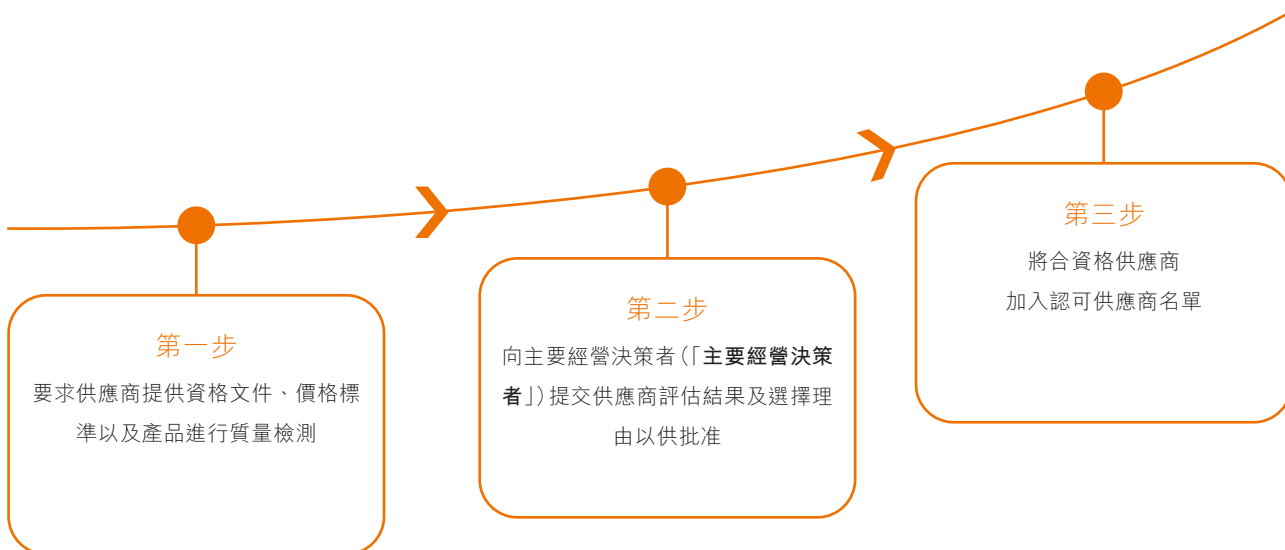 第一步
要求供應商提供資格文件、價格標
準以及產品進行質量檢測
第二步
向主要經營決策者(「主要經營決策
者」)提交供應商評估結果及選擇理
由以供批准
第三步
將合資格供應商
加入認可供應商名單